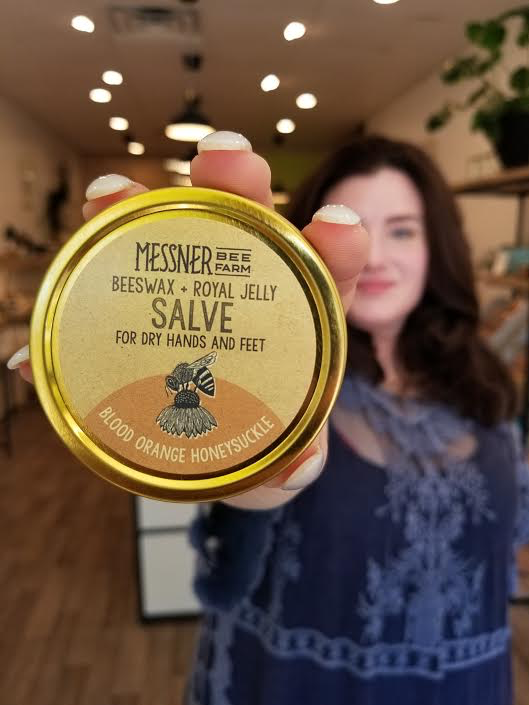 MESSNER BEE FARM
BEESWAX + ROYAL JELLY
SALVE
FOR DRY HANDS AND FEET
BLOOD ORANGE HONEYSUCKLE